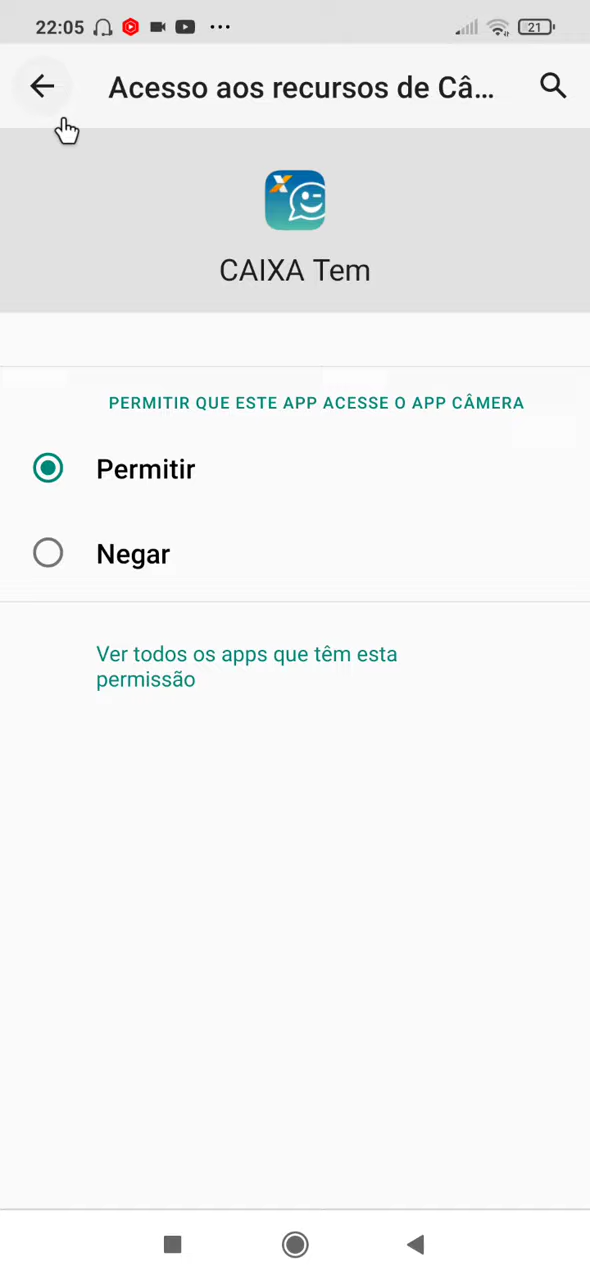 22:05
21
Acesso aos recursos de Câ...
CAIXA Tem
PERMITIR QUE ESTE APP ACESSE O APP CÂMERA
Permitir
Negar
Ver todos os apps que têm esta
permissão